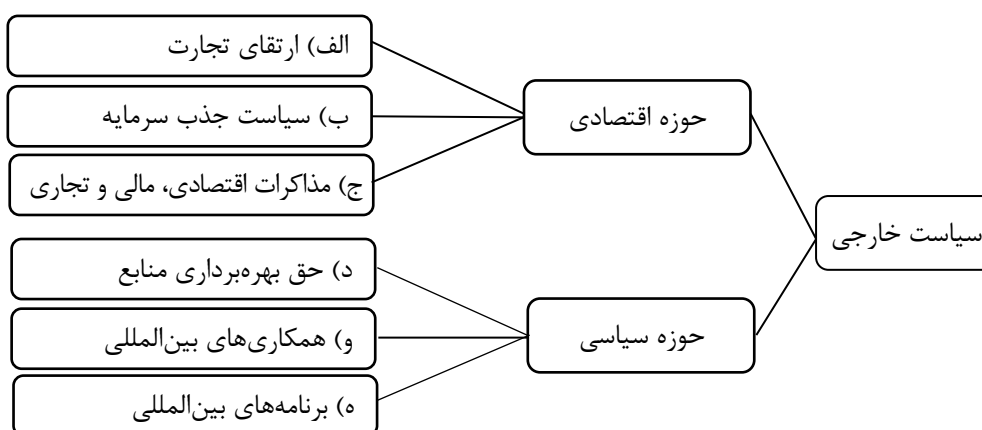 سیاست خارجی
حوزه اقتصادی
الف) ارتقای تجارت
ب) سیاست جذب سرمایه
ج) مذاکرات اقتصادی، مالی و تجاری
حوزه سیاسی
د) حق بهره‌برداری منابع
و) همکاری‌های بین‌المللی
ه) برنامه‌های بین‌المللی